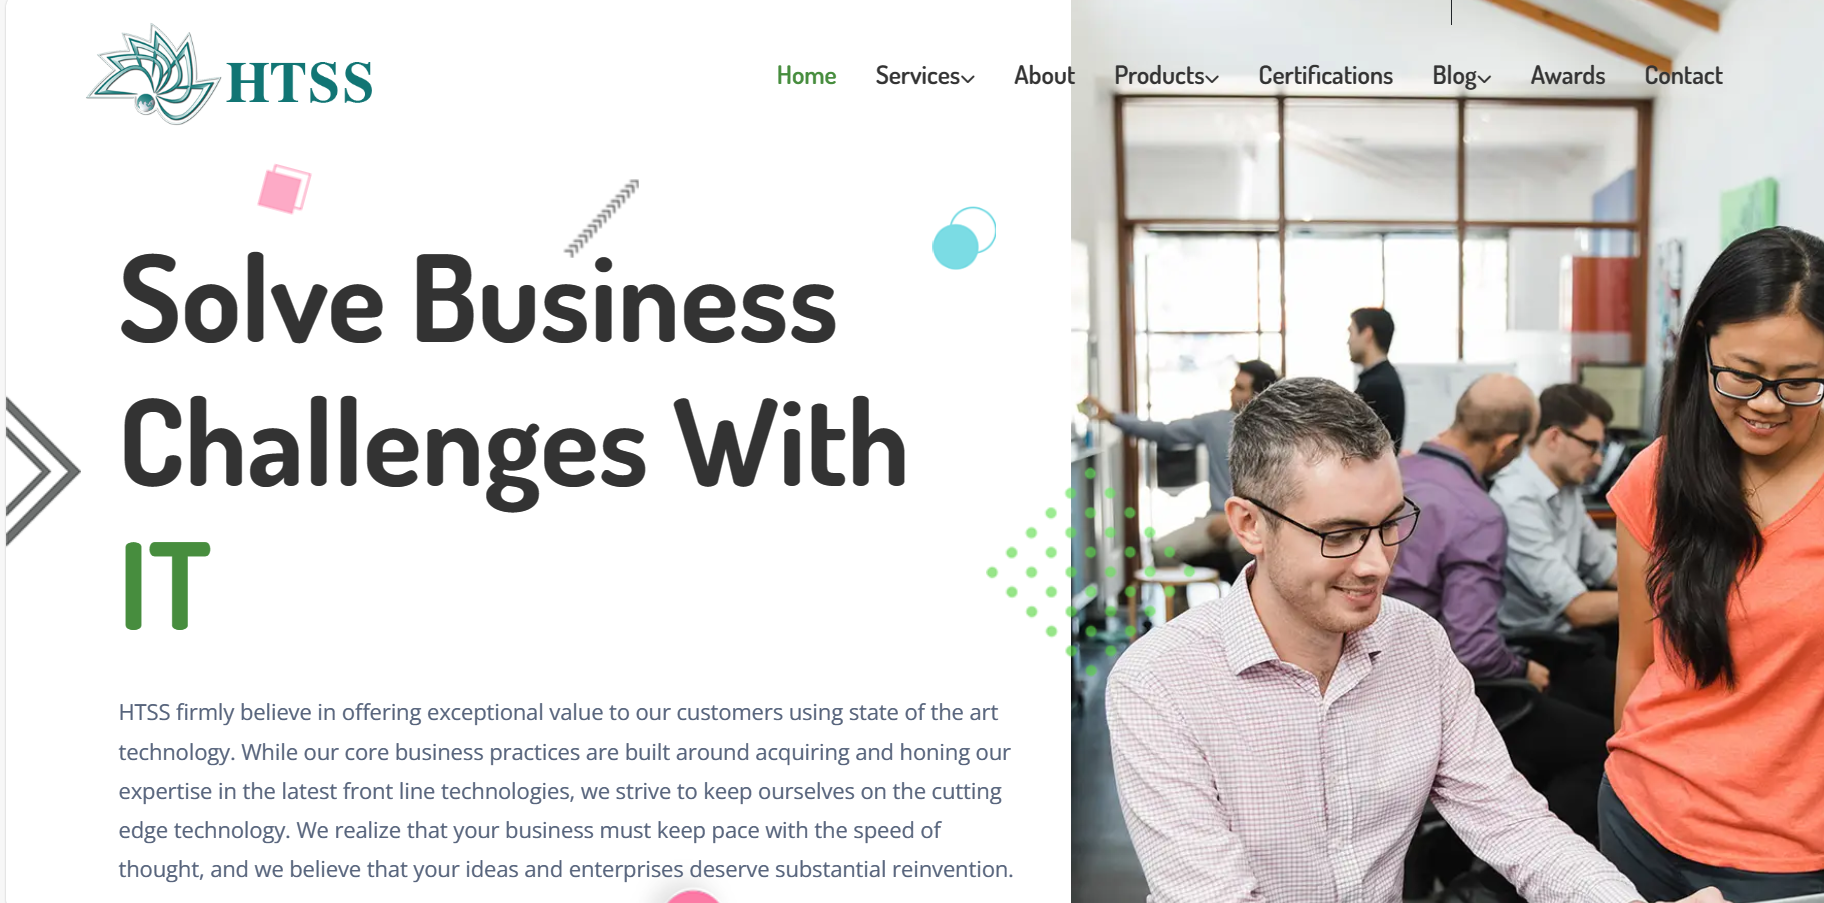 HTSS
Home Services About Products Certifications Blog Awards Contact
Solve Business
Challenges With
IT
HTSS firmly believe in offering exceptional value to our customers using state of the art
technology. While our core business practices are built around acquiring and honing our
expertise in the latest front line technologies, we strive to keep ourselves on the cutting
edge technology. We realize that your business must keep pace with the speed of
thought, and we believe that your ideas and enterprises deserve substantial reinvention.